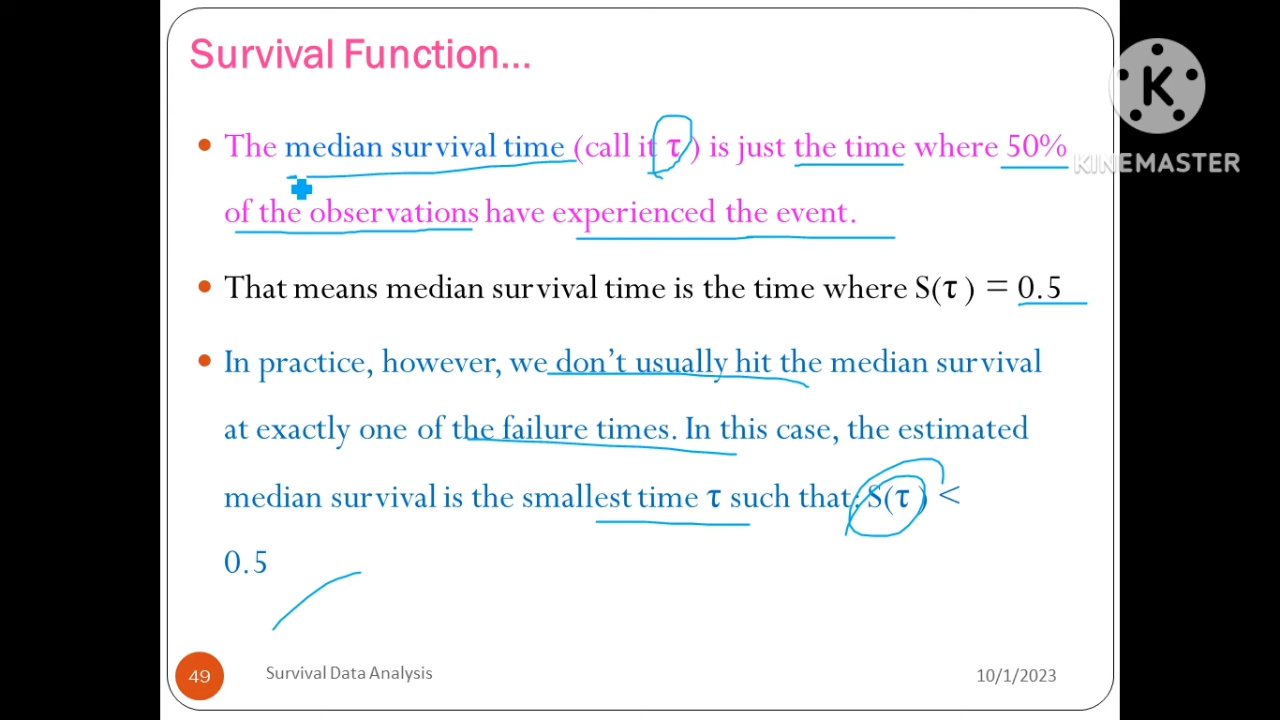 Survival Function...
K
KINEMASTER
• The median survival time (call it τ ) is just the time where 50%
of the observations have experienced the event.
• That means median survival time is the time where S(τ ) = 0.5
• In practice, however, we don’t usually hit the median survival
at exactly one of the failure times. In this case, the estimated
median survival is the smallest time τ such that: S(τ ) <
0.5
49 Survival Data Analysis 10/1/2023